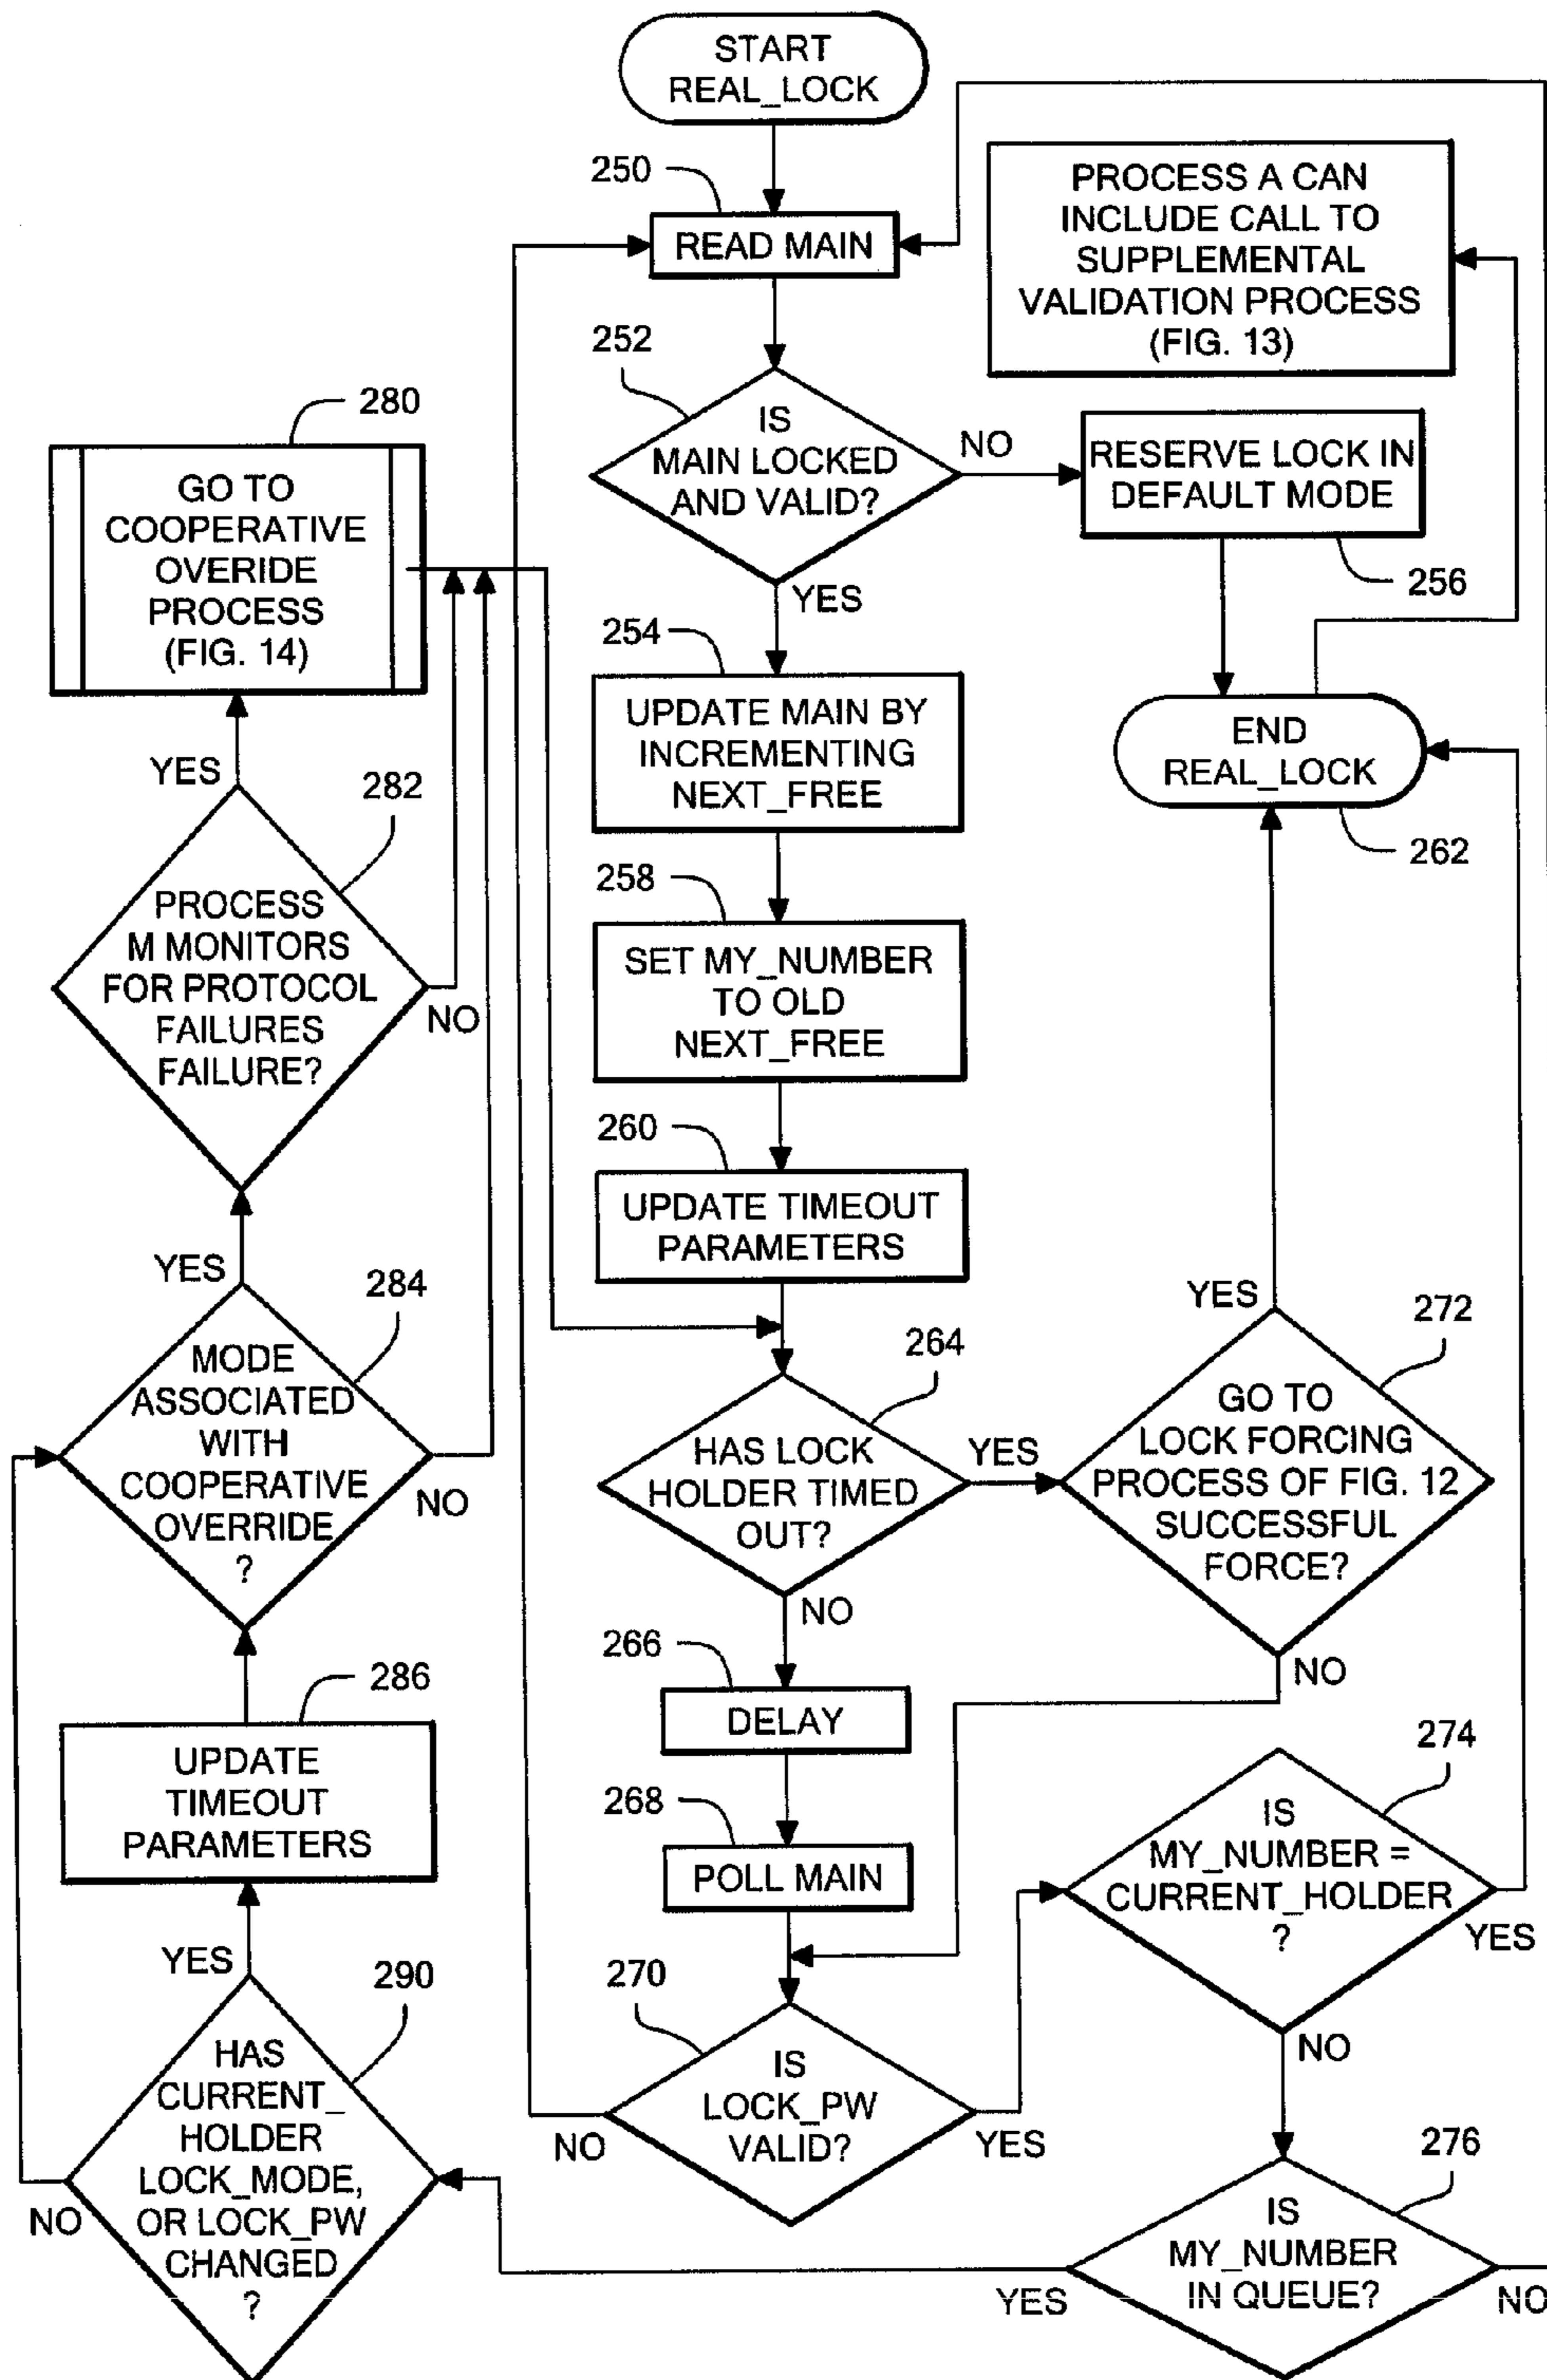 START
REAL_LOCK
250
READ MAIN
PROCESS A CAN
INCLUDE CALL TO
SUPPLEMENTAL
VALIDATION PROCESS
(FIG. 13)
252
IS
MAIN LOCKED
AND VALID?
NO
YES
RESERVE LOCK IN
DEFAULT MODE
256
280
GO TO
COOPERATIVE
OVERIDE
PROCESS
(FIG. 14)
254
UPDATE MAIN BY
INCREMENTING
NEXT_FREE
END
REAL_LOCK
262
YES
282
PROCESS
M MONITORS
FOR PROTOCOL
FAILURES
FAILURE?
NO
258
SET MY_NUMBER
TO OLD
NEXT_FREE
260
UPDATE TIMEOUT
PARAMETERS
YES
284
MODE
ASSOCIATED
WITH
COOPERATIVE
OVERRIDE
?
NO
264
HAS LOCK
HOLDER TIMED
OUT?
YES
NO
YES
272
GO TO
LOCK FORCING
PROCESS OF FIG. 12
SUCCESSFUL
FORCE?
NO
266
DELAY
286
UPDATE
TIMEOUT
PARAMETERS
268
POLL MAIN
274
IS
MY_NUMBER =
CURRENT_HOLDER
?
YES
NO
YES
290
HAS
CURRENT_
HOLDER
LOCK_MODE,
OR LOCK_PW
CHANGED
?
NO
270
IS
LOCK_PW
VALID?
NO
YES
276
IS
MY_NUMBER
IN QUEUE?
YES
NO